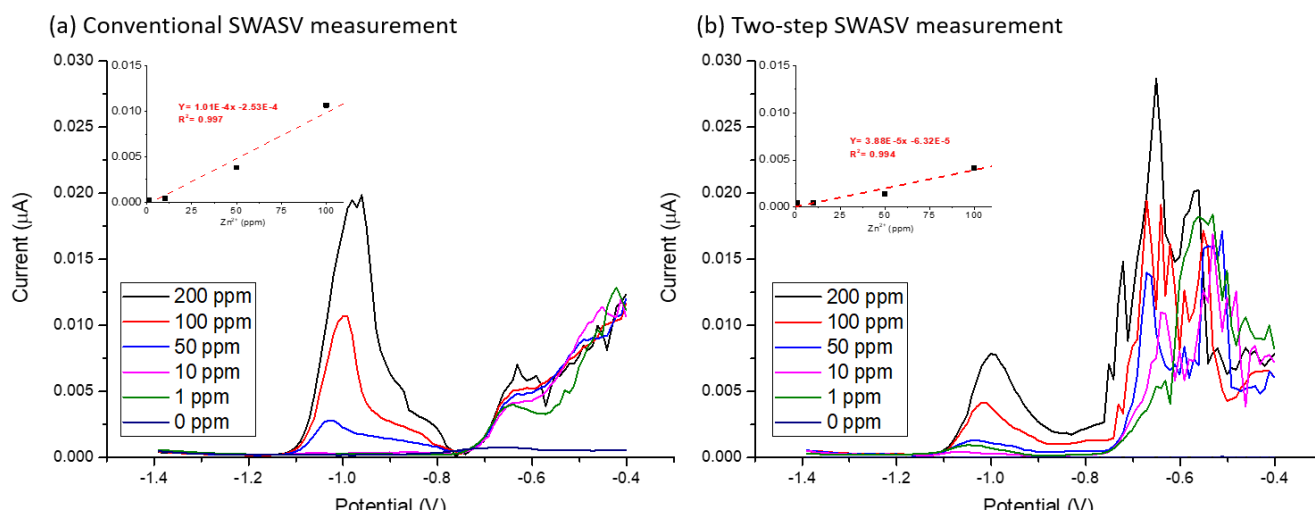 (a) Conventional SWASV measurement
(b) Two-step SWASV measurement
0.030
0.025
0.020
0.015
0.010
0.005
0.000
Current (μA)
-1.4
-1.2
-1.0
-0.8
-0.6
-0.4
Potential (V)
0.015
0.010
0.005
0.000
0
25
50
75
100
Zn²⁺ (ppm)
Y= 1.01E-4x -2.53E-4
R²= 0.997
200 ppm
100 ppm
50 ppm
10 ppm
1 ppm
0 ppm
0.030
0.025
0.020
0.015
0.010
0.005
0.000
Current (μA)
-1.4
-1.2
-1.0
-0.8
-0.6
-0.4
Potential (V)
0.015
0.010
0.005
0.000
0
25
50
75
100
Zn²⁺ (ppm)
Y= 3.88E-5x -6.32E-5
R²= 0.994
200 ppm
100 ppm
50 ppm
10 ppm
1 ppm
0 ppm